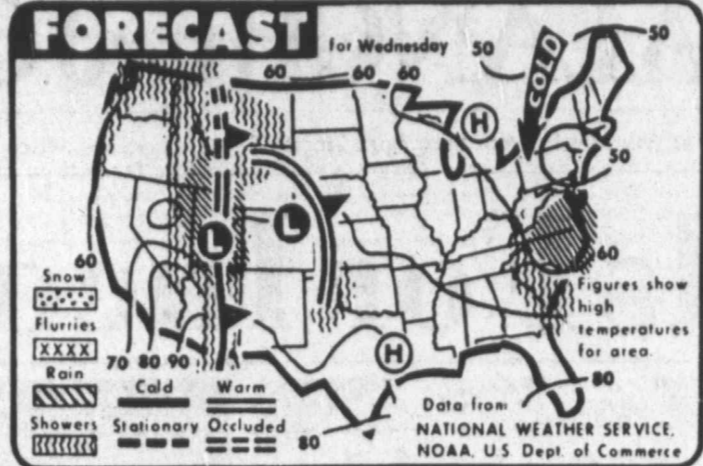 FORECAST
for Wednesday
50
50
COLD
60
60
60
H
50
L
L
60
60
Snow
Flurries
XXXX
Rain
Showers
70 80 90
Cold
Warm
Stationary
Occluded
H
80
80
Figures show
high
temperatures
for area.
Data from
NATIONAL WEATHER SERVICE,
NOAA, U.S. Dept. of Commerce